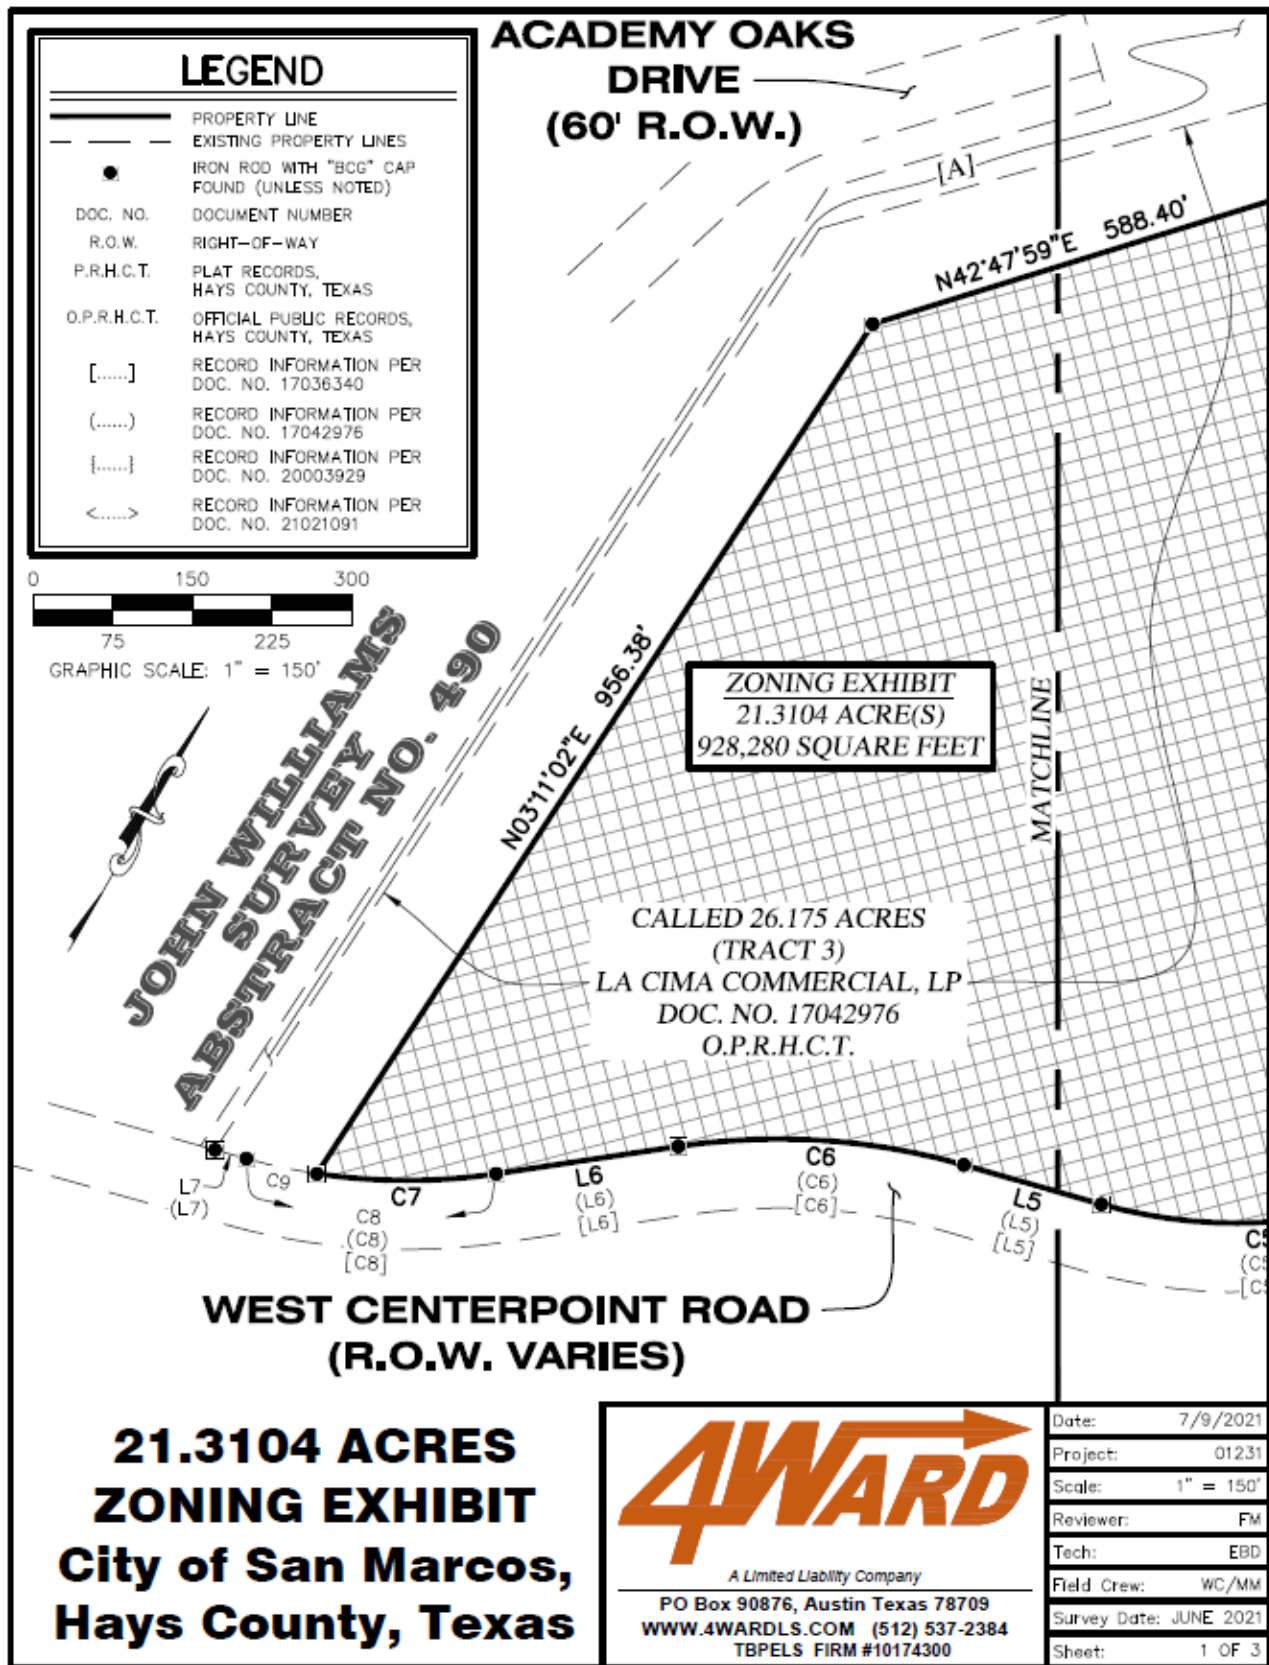 ACADEMY OAKS
DRIVE
(60' R.O.W.)
LEGEND
PROPERTY LINE
EXISTING PROPERTY LINES
IRON ROD WITH "BCG" CAP
FOUND (UNLESS NOTED)
DOC. NO. DOCUMENT NUMBER
R.O.W. RIGHT-OF-WAY
P.R.H.C.T. PLAT RECORDS,
HAYS COUNTY, TEXAS
O.P.R.H.C.T. OFFICIAL PUBLIC RECORDS,
HAYS COUNTY, TEXAS
[......] RECORD INFORMATION PER
DOC. NO. 17036340
(......) RECORD INFORMATION PER
DOC. NO. 17042976
{......} RECORD INFORMATION PER
DOC. NO. 20003929
<.....> RECORD INFORMATION PER
DOC. NO. 21021091
0 150 300
75 225
GRAPHIC SCALE: 1" = 150'
[A]
N42°47'59"E 588.40'
N03°11'02"E 956.38'
JOHN WILLIAMS
SURVEY
ABSTRACT NO. 490
ZONING EXHIBIT
21.3104 ACRE(S)
928,280 SQUARE FEET
MATCHLINE
CALLED 26.175 ACRES
(TRACT 3)
LA CIMA COMMERCIAL, LP
DOC. NO. 17042976
O.P.R.H.C.T.
L7
(L7)
C9
C8
(C8)
[C8]
C7
L6
(L6)
[L6]
C6
(C6)
[C6]
L5
(L5)
[L5]
C5
(C5
[C5
WEST CENTERPOINT ROAD
(R.O.W. VARIES)
21.3104 ACRES
ZONING EXHIBIT
City of San Marcos,
Hays County, Texas
4WARD
A Limited Liability Company
PO Box 90876, Austin Texas 78709
WWW.4WARDLS.COM (512) 537-2384
TBPELS FIRM #10174300
Date: 7/9/2021
Project: 01231
Scale: 1" = 150'
Reviewer: FM
Tech: EBD
Field Crew: WC/MM
Survey Date: JUNE 2021
Sheet: 1 OF 3